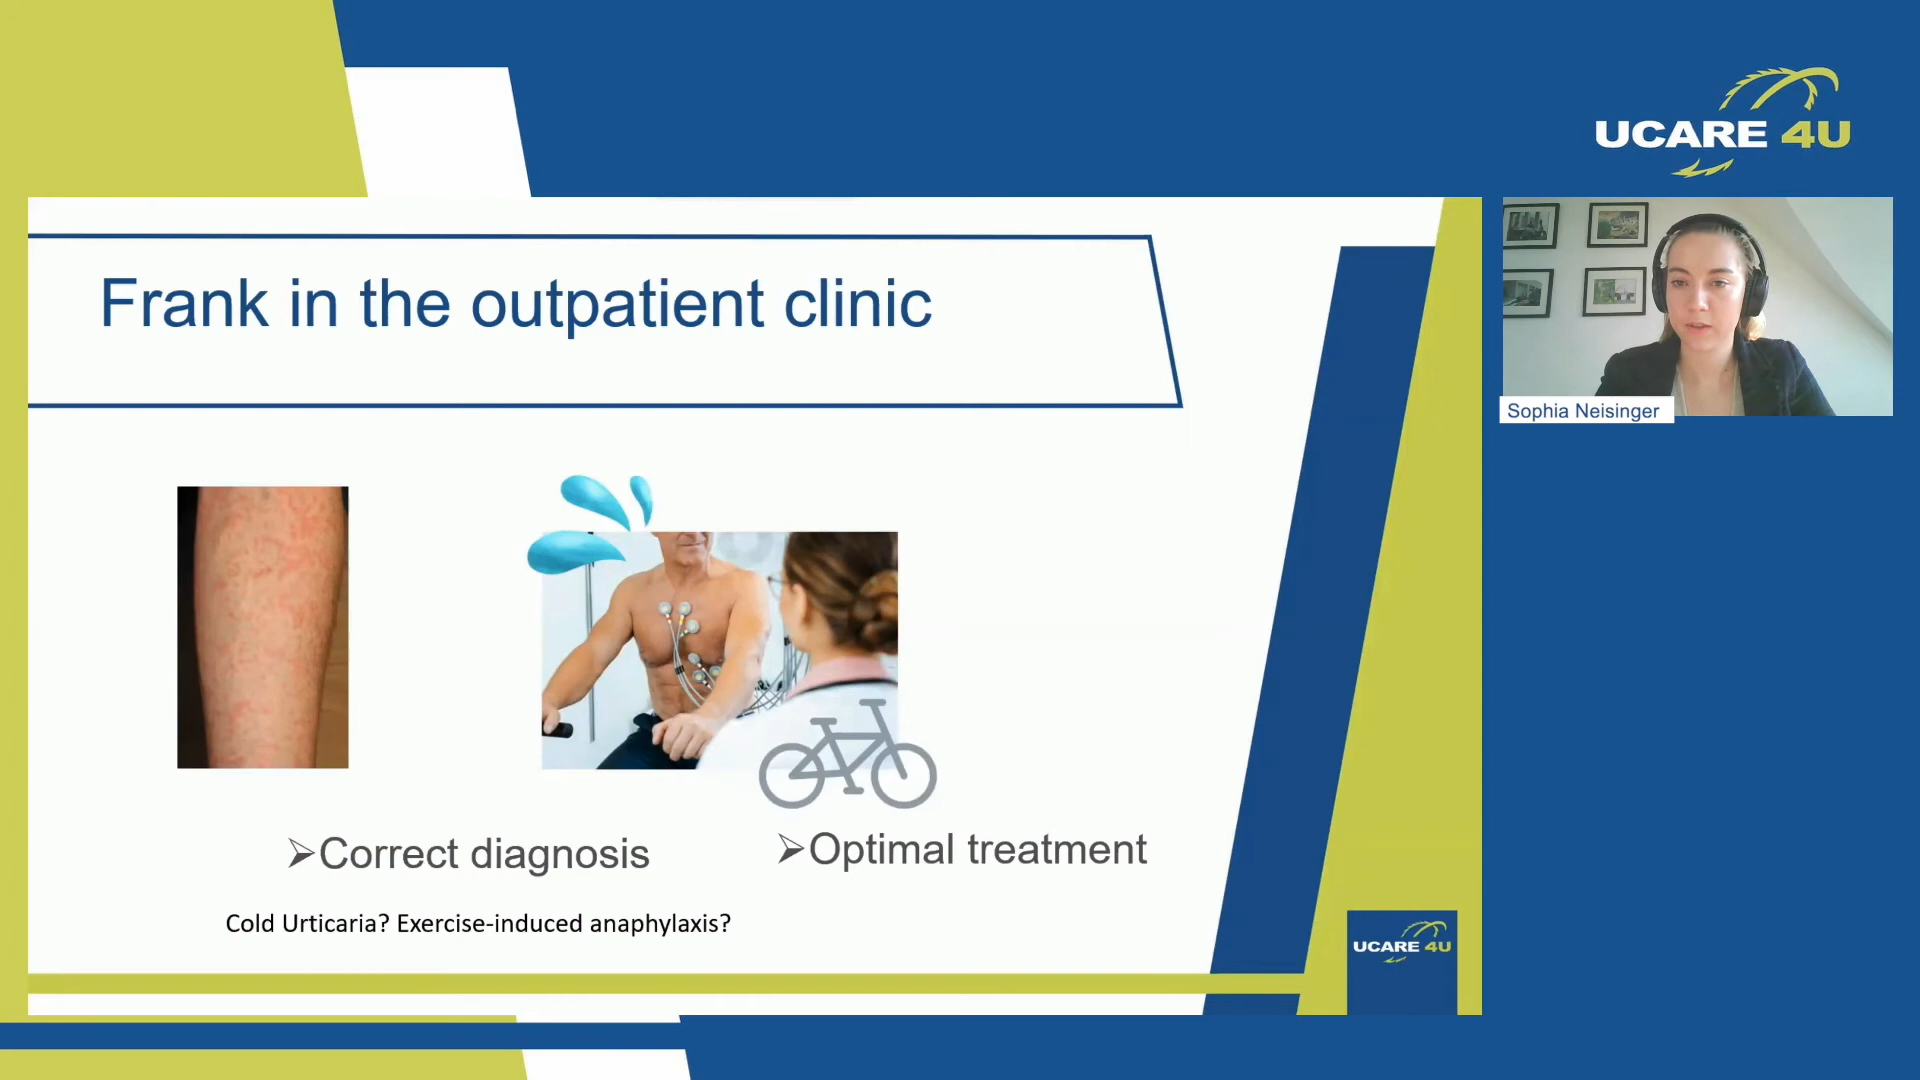 UCARE 4U
Frank in the outpatient clinic
Sophia Neisinger
➢Correct diagnosis
➢Optimal treatment
Cold Urticaria? Exercise-induced anaphylaxis?
UCARE 4U